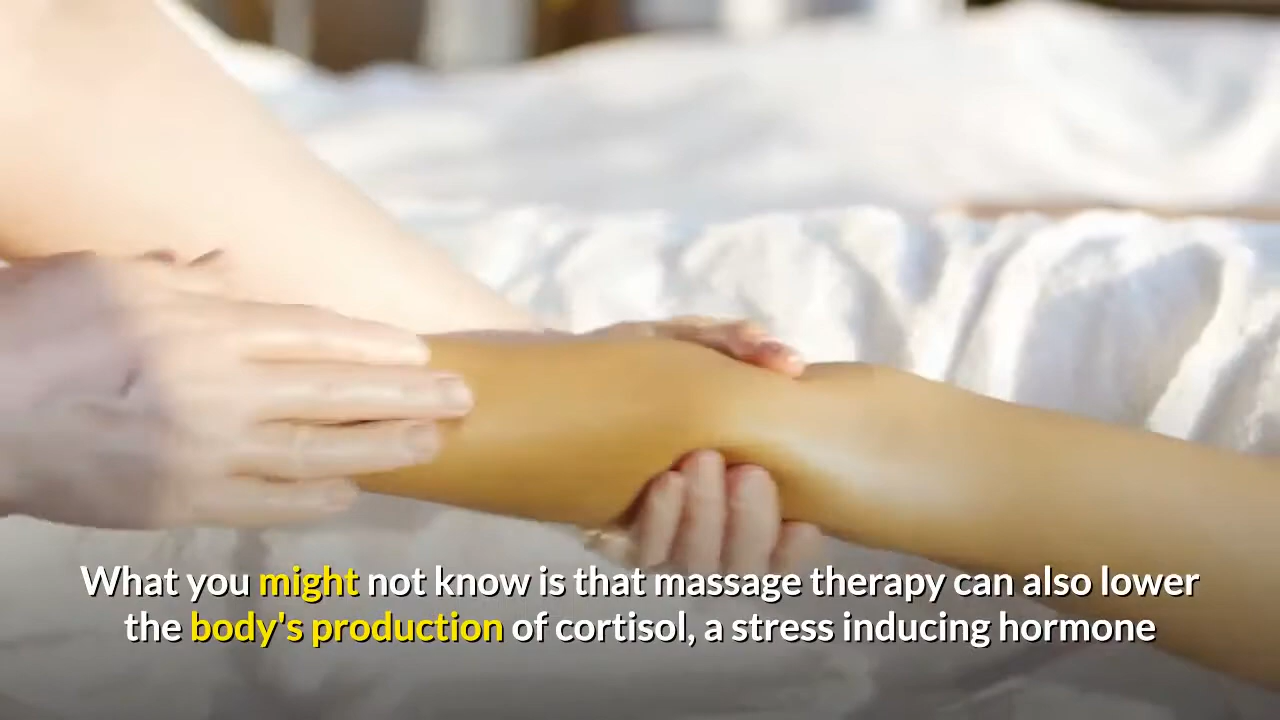 What you might not know is that massage therapy can also lower
the body's production of cortisol, a stress inducing hormone